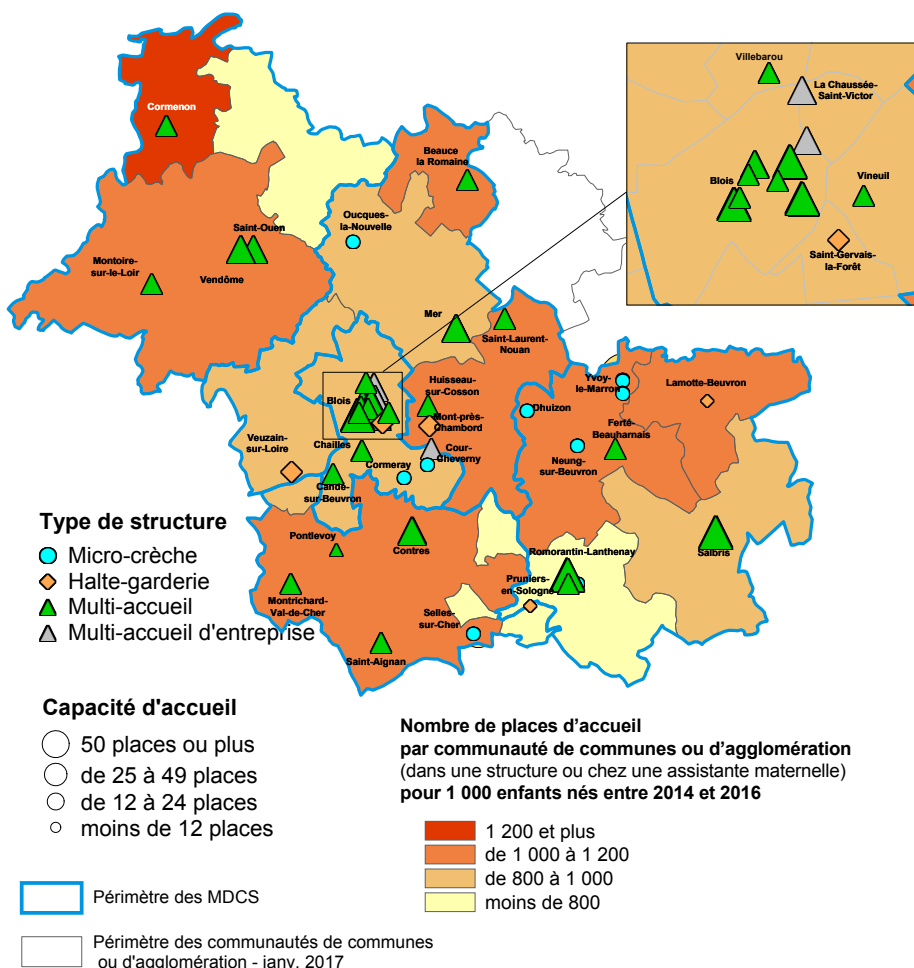 Villebarou
La Chaussée-
Saint-Victor
Blois
Vineuil
Saint-Gervais-
la-Forêt
Cormenon
Beauce
la Romaine
Oucques-
la-Nouvelle
Saint-Ouen
Montoire-
sur-le-Loir
Vendôme
Mer
Saint-Laurent-
Nouan
Blois
Huisseau-
sur-Cosson
Yvoy-
le-Marron
Lamotte-Beuvron
Dhuizon
Mont-près-
Chambord
Ferté-
Beauharnais
Veuzain-
sur-Loire
Chailles
Cour-
Cheverny
Cormeray
Neung-
sur-Beuvron
Candé-
sur-Beuvron
Pontlevoy
Contres
Romorantin-Lanthenay
Salbris
Pruniers-
en-Sologne
Montrichard-
Val-de-Cher
Selles-
sur-Cher
Saint-Aignan
Type de structure
Micro-crèche
Halte-garderie
Multi-accueil
Multi-accueil d'entreprise
Capacité d'accueil
50 places ou plus
de 25 à 49 places
de 12 à 24 places
moins de 12 places
Périmètre des MDCS
Périmètre des communautés de communes
ou d'agglomération - janv. 2017
Nombre de places d’accueil
par communauté de communes ou d’agglomération
(dans une structure ou chez une assistante maternelle)
pour 1 000 enfants nés entre 2014 et 2016
1 200 et plus
de 1 000 à 1 200
de 800 à 1 000
moins de 800